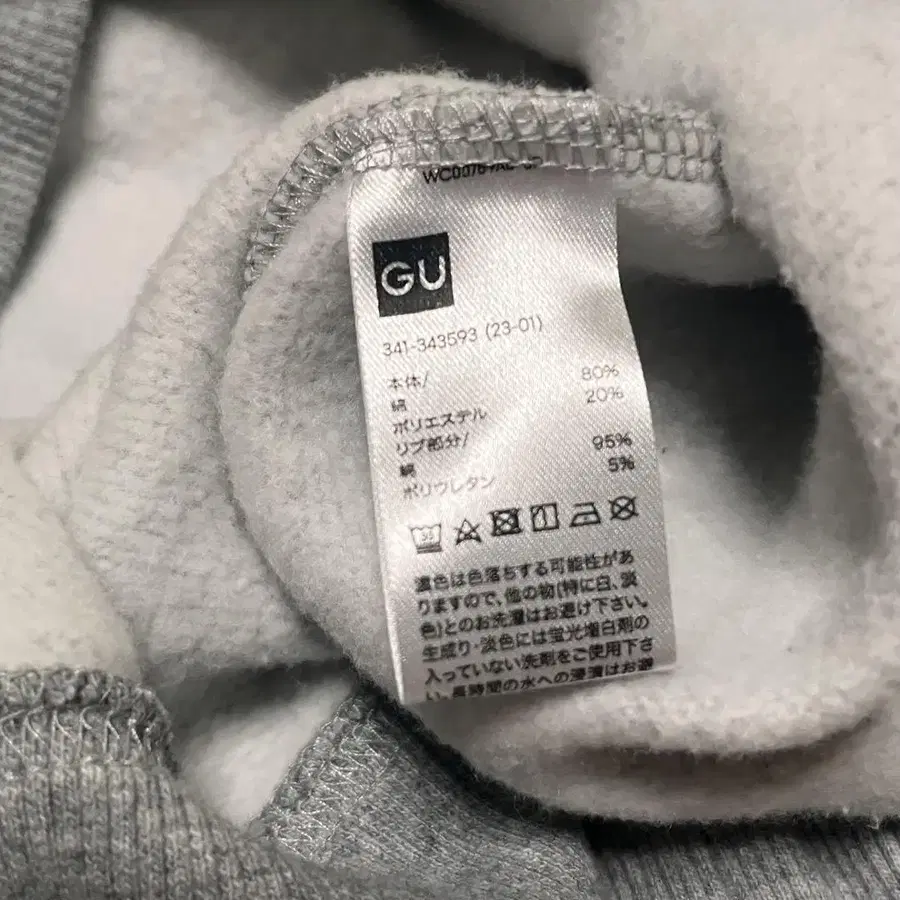 GU
341-343593 (23-01)
本体/
綿 80%
ポリエステル 20%
リブ部分/
綿 95%
ポリウレタン 5%
濃色は色落ちする可能性があ
りますので、他の物(特に白、淡
色)とのお洗濯はお避け下さい。
生成り・淡色には蛍光増白剤の
入っていない洗剤をご使用下さ
い。長時間の水への浸漬はお避